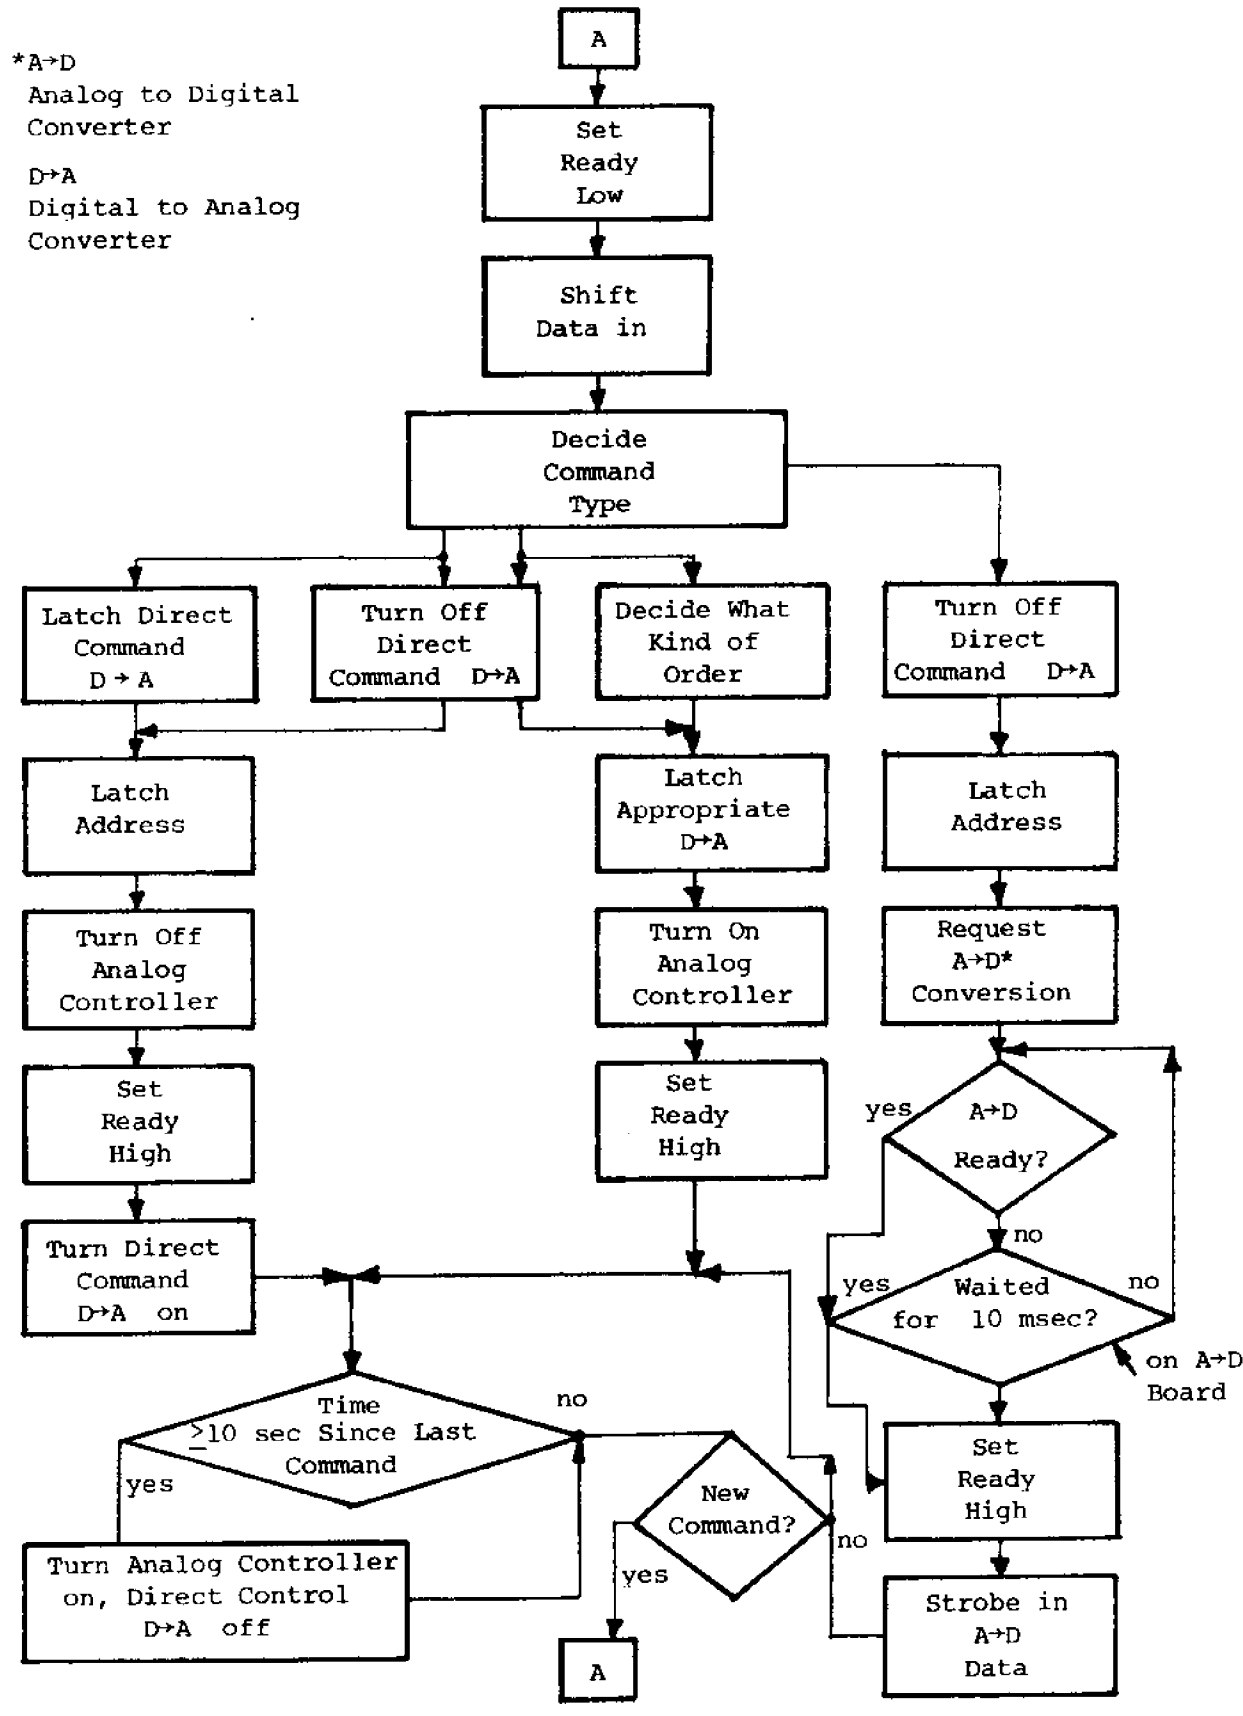 A
*A→D
Analog to Digital
Converter
D→A
Digital to Analog
Converter
Set
Ready
Low
Shift
Data in
Decide
Command
Type
Latch Direct
Command
D → A
Turn Off
Direct
Command D→A
Decide What
Kind of
Order
Turn Off
Direct
Command D→A
Latch
Address
Latch
Appropriate
D→A
Latch
Address
Turn Off
Analog
Controller
Turn On
Analog
Controller
Request
A→D*
Conversion
Set
Ready
High
Set
Ready
High
yes
A→D
Ready?
no
Turn Direct
Command
D→A on
yes
Waited
for 10 msec?
no
on A→D
Board
Time
≥10 sec Since Last
Command
no
yes
New
Command?
no
yes
Set
Ready
High
Turn Analog Controller
on, Direct Control
D→A off
Strobe in
A→D
Data
A